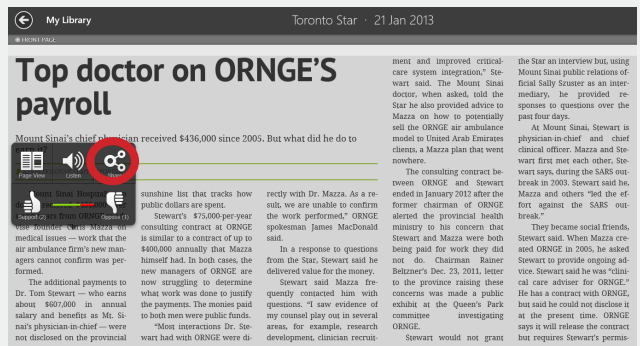 My Library
Toronto Star · 21 Jan 2013
FRONT PAGE
Top doctor on ORNGE'S
payroll
Mount Sinai's chief physician received $436,000 since 2005. But what did he do to
Page View
Listen
Share
Support (2)
Oppose (1)
medical issues — work that the
air ambulance firm's new man-
agers cannot confirm was per-
formed.
The additional payments to
Dr. Tom Stewart — who earns
about $607,000 in annual
salary and benefits as Mt. Si-
nai's physician-in-chief — were
not disclosed on the provincial
sunshine list that tracks how
public dollars are spent.
Stewart's $75,000-per-year
consulting contract at ORNGE
is similar to a contract of up to
$400,000 annually that Mazza
himself had. In both cases, the
new managers of ORNGE are
now struggling to determine
what work was done to justify
the payments. The monies paid
to both men were public funds.
"Most interactions Dr. Ste-
wart had with ORNGE were di-
rectly with Dr. Mazza. As a re-
sult, we are unable to confirm
the work performed," ORNGE
spokesman James MacDonald
said.
In a response to questions
from the Star, Stewart said he
delivered value for the money.
Stewart said Mazza fre-
quently contacted him with
questions. "I saw evidence of
my counsel play out in several
areas, for example, research
development, clinician recruit-
ment and improved critical-
care system integration," Ste-
wart said. The Mount Sinai
doctor, when asked, told the
Star he also provided advice to
Mazza on how to potentially
sell the ORNGE air ambulance
model to United Arab Emirates
clients, a Mazza plan that went
nowhere.
The consulting contract be-
tween ORNGE and Stewart
ended in January 2012 after the
former chairman of ORNGE
alerted the provincial health
ministry to his concern that
Stewart and Mazza were both
being paid for work they did
not do. Chairman Rainer
Beltzner's Dec. 23, 2011, letter
to the province raising these
concerns was made a public
exhibit at the Queen's Park
committee investigating
ORNGE.
Stewart would not grant
the Star an interview but, using
Mount Sinai public relations of-
ficial Sally Szuster as an inter-
mediary, he provided re-
sponses to questions over the
past four days.
At Mount Sinai, Stewart is
physician-in-chief and chief
clinical officer. Mazza and Ste-
wart first met each other, Ste-
wart says, during the SARS out-
break in 2003. Stewart said he,
Mazza and others "led the ef-
fort against the SARS out-
break."
They became social friends,
Stewart said. When Mazza cre-
ated ORNGE in 2005, he asked
Stewart to provide ongoing ad-
vice. Stewart said he was "clini-
cal care adviser for ORNGE."
He has a contract with ORNGE,
but said he could not disclose it
at the present time. ORNGE
says it will release the contract
but requires Stewart's permis-